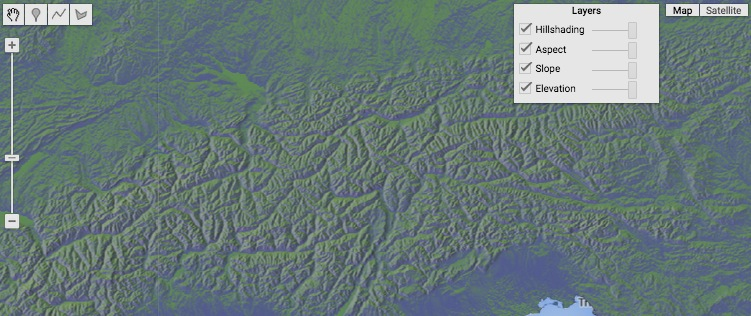 Layers
Map
Satellite
Hillshading
Aspect
Slope
Elevation